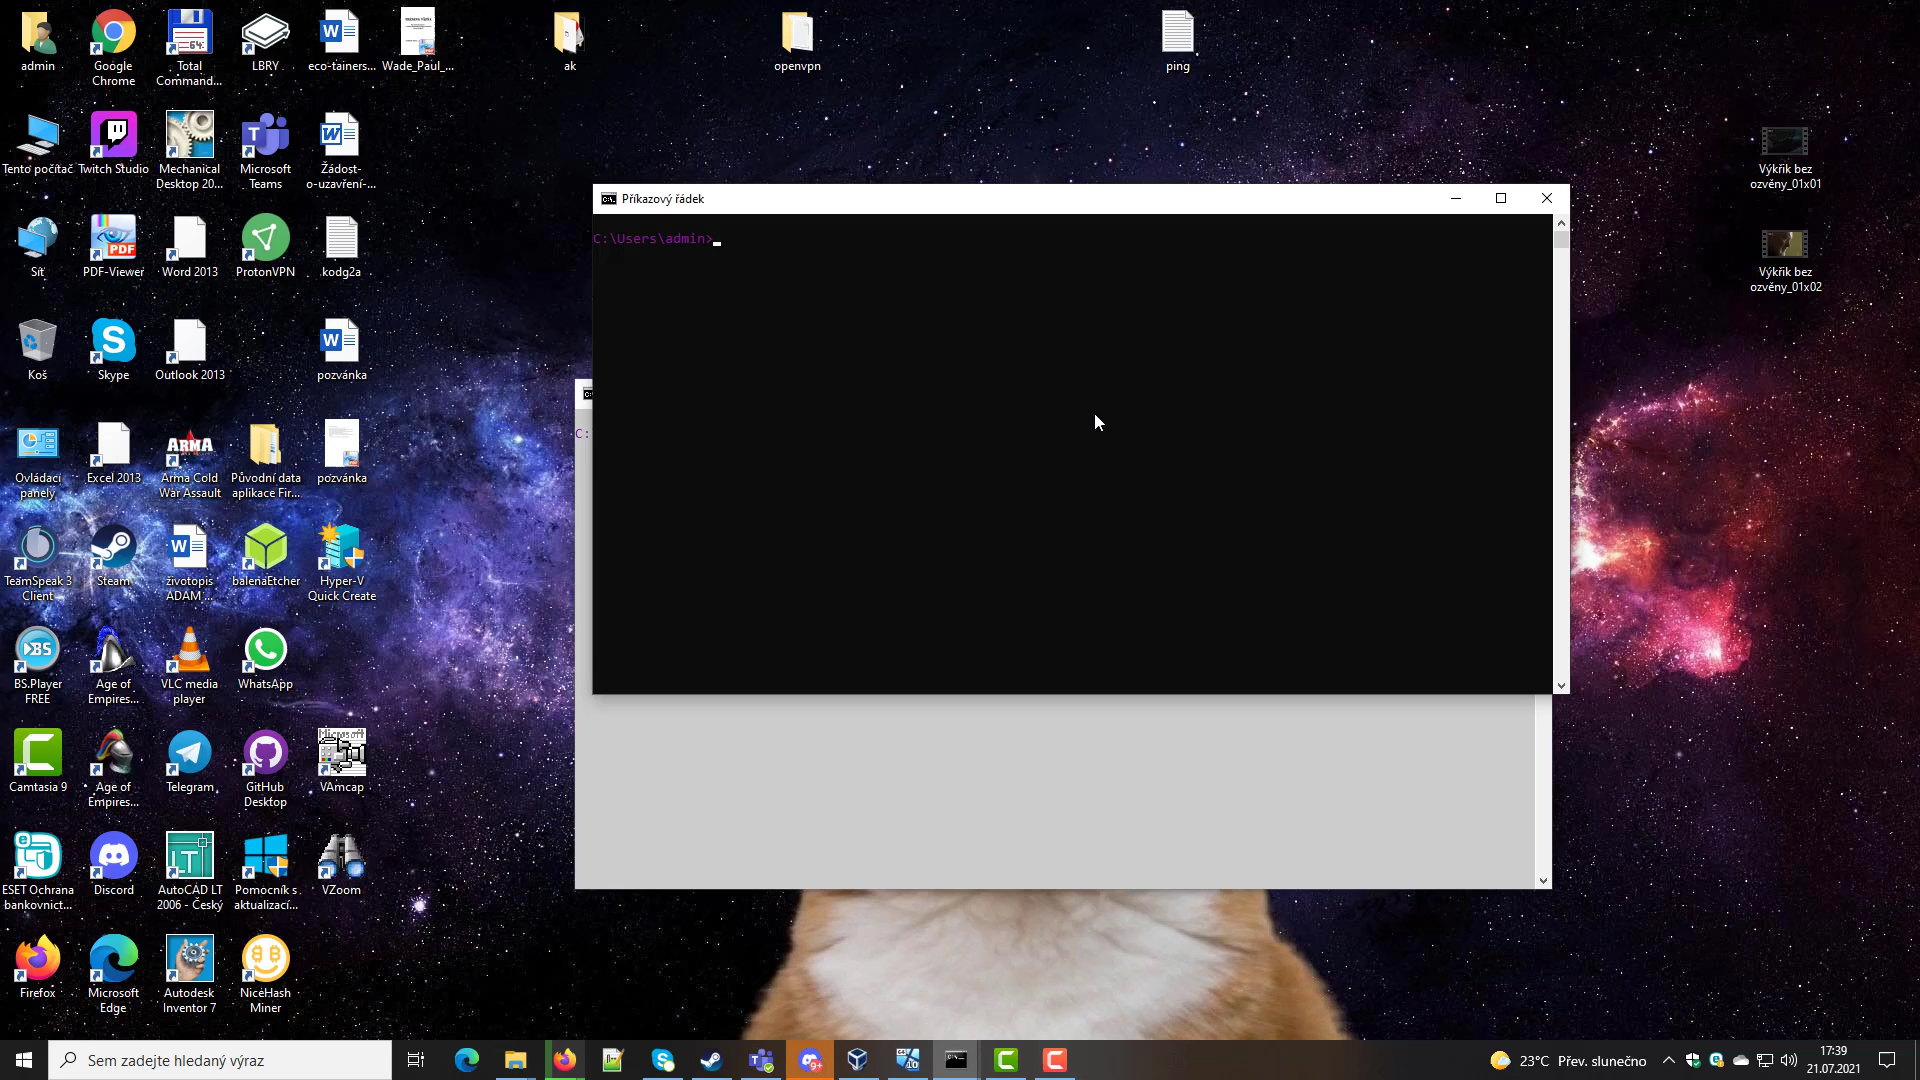 admin
Google
Chrome
Total
Command...
LBRY
eco-tainers...
Wade_Paul_...
ak
openvpn
ping
Tento počítač
Twitch Studio
Mechanical
Desktop 20...
Microsoft
Teams
Žádost-
o-uzavření-...
Výkřik bez
ozvěny_01x01
Síť
PDF-Viewer
Word 2013
ProtonVPN
kodg2a
Výkřik bez
ozvěny_01x02
Koš
Skype
Outlook 2013
pozvánka
Ovládací
panely
Excel 2013
Arma Cold
War Assault
Původní data
aplikace Fir...
pozvánka
TeamSpeak 3
Client
Steam
životopis
ADAM ...
balenaEtcher
Hyper-V
Quick Create
BS.Player
FREE
Age of
Empires...
VLC media
player
WhatsApp
Camtasia 9
Age of
Empires...
Telegram
GitHub
Desktop
VAmcap
ESET Ochrana
bankovnict...
Discord
AutoCAD LT
2006 - Český
Pomocník s
aktualizací...
VZoom
Firefox
Microsoft
Edge
Autodesk
Inventor 7
NiceHash
Miner
Příkazový řádek
C:\Users\admin>
C:
Sem zadejte hledaný výraz
9+
23°C Přev. slunečno
17:39
21.07.2021